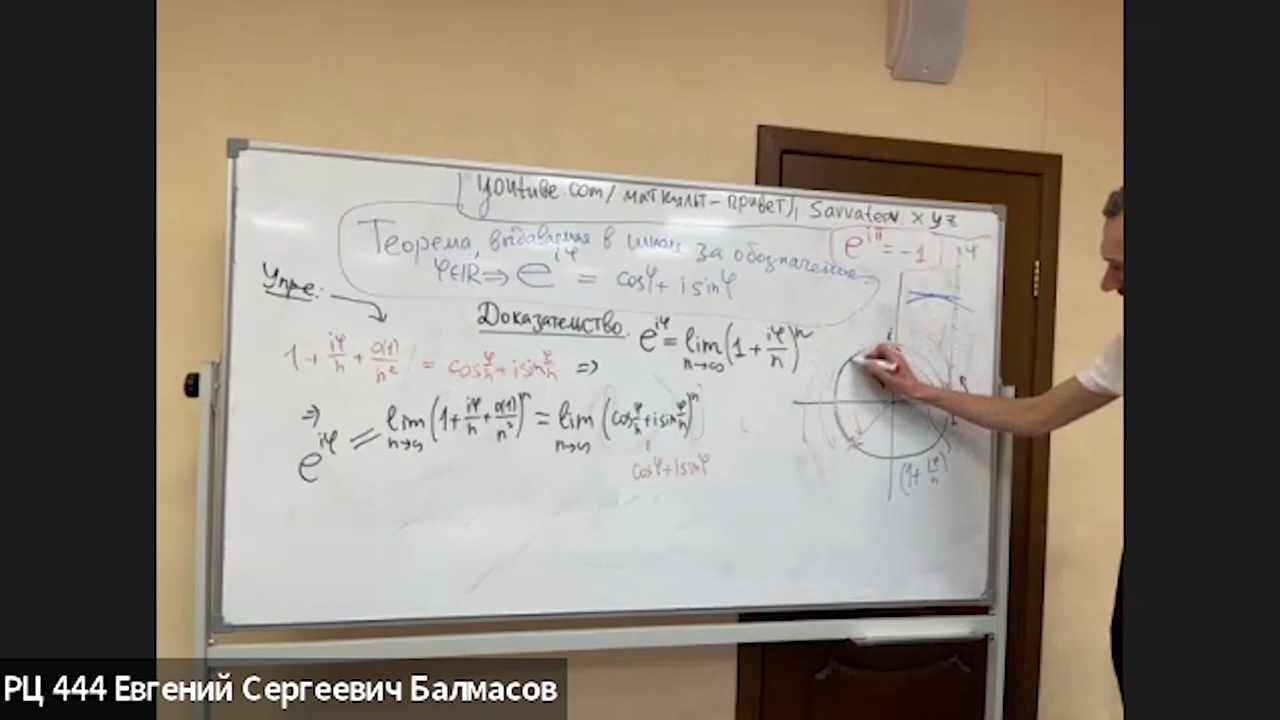 youtube.com/маткульт-привет/, Savvateev.xyz
Теорема, выдаваемая в школе за обозначение.
e^{iπ} = -1
φ∈ℝ ⇒ e^{iφ} = cosφ + i sinφ
Упр.:
Доказательство. e^{iφ} = lim_{n→∞} (1 + iφ/n)^n
1 + iφ/n + o(1)/n² = cos φ/n + i sin φ/n ⇒
⇒ e^{iφ} = lim_{n→∞} (1 + iφ/n + o(1)/n²)^n = lim_{n→∞} (cos φ/n + i sin φ/n)^n
cosφ + i sinφ
i
(1 + iφ/n)
РЦ 444 Евгений Сергеевич Балмасов